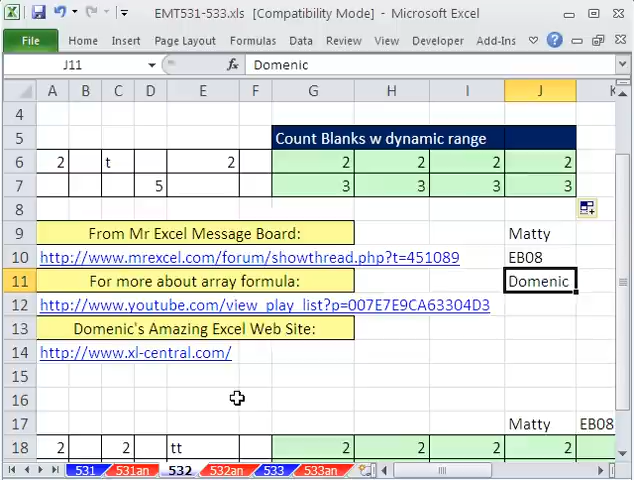 EMT531-533.xls [Compatibility Mode] - Microsoft Excel
File Home Insert Page Layout Formulas Data Review View Developer Add-Ins
J11 fx Domenic
A B C D E F G H I J K
4
5 Count Blanks w dynamic range
6 2 t 2 2 2 2 2
7 5 3 3 3 3
8
9 From Mr Excel Message Board: Matty
10 http://www.mrexcel.com/forum/showthread.php?t=451089 EB08
11 For more about array formula: Domenic
12 http://www.youtube.com/view_play_list?p=007E7E9CA63304D3
13 Domenic's Amazing Excel Web Site:
14 http://www.xl-central.com/
15
16
17 Matty EB08
18 2 2 tt 2 2 2 2
531 531an 532 532an 533 533an